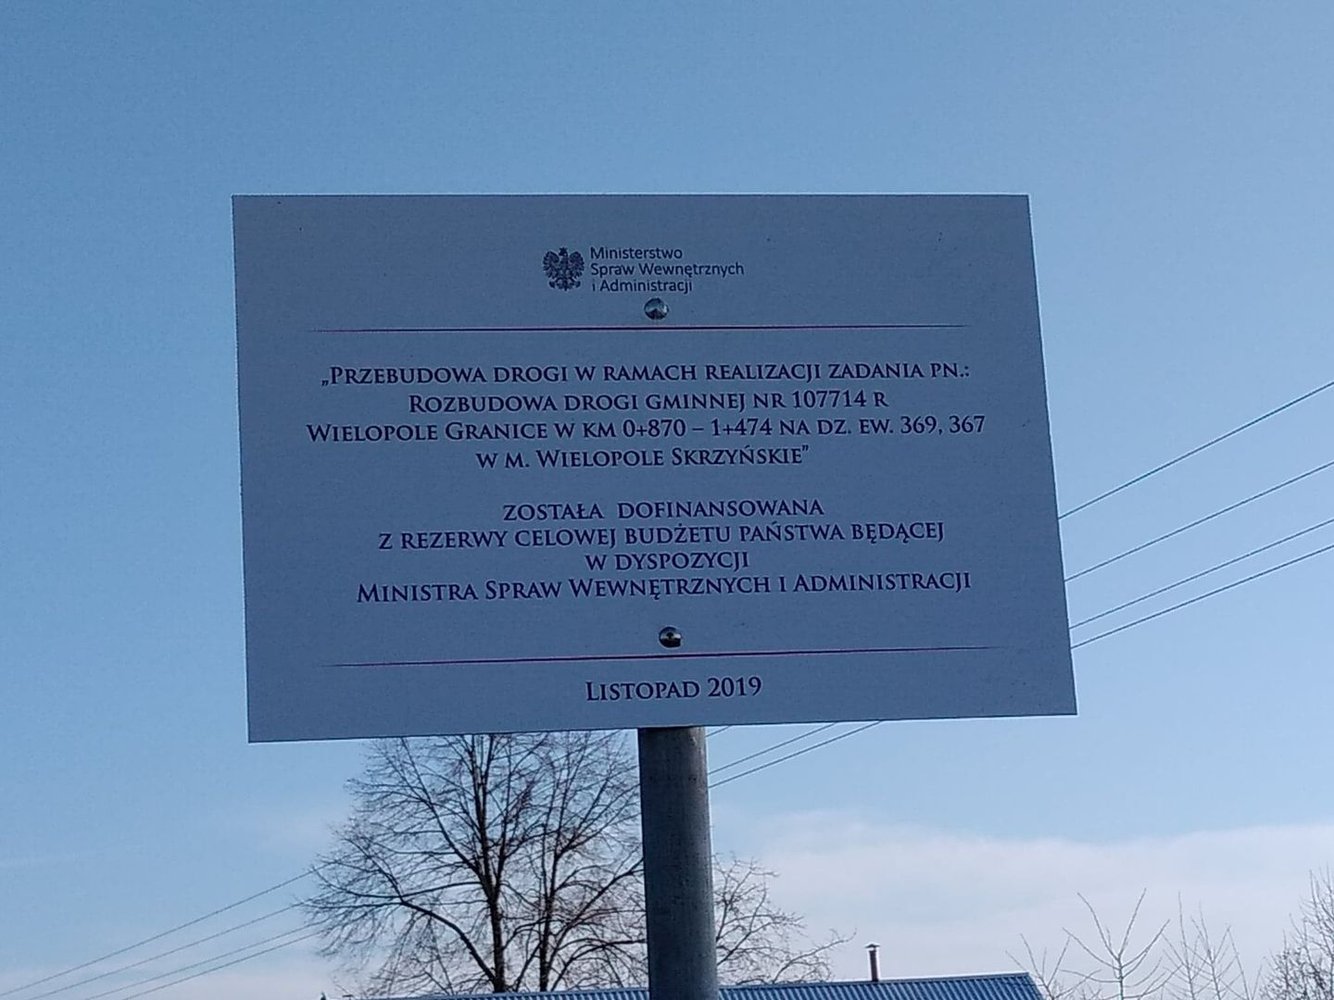 Ministerstwo
Spraw Wewnętrznych
i Administracji
„Przebudowa drogi w ramach realizacji zadania pn.:
Rozbudowa drogi gminnej nr 107714 R
Wielopole Granice w km 0+870 – 1+474 na dz. ew. 369, 367
w m. Wielopole Skrzyńskie”
została dofinansowana
z rezerwy celowej budżetu państwa będącej
w dyspozycji
Ministra Spraw Wewnętrznych i Administracji
Listopad 2019